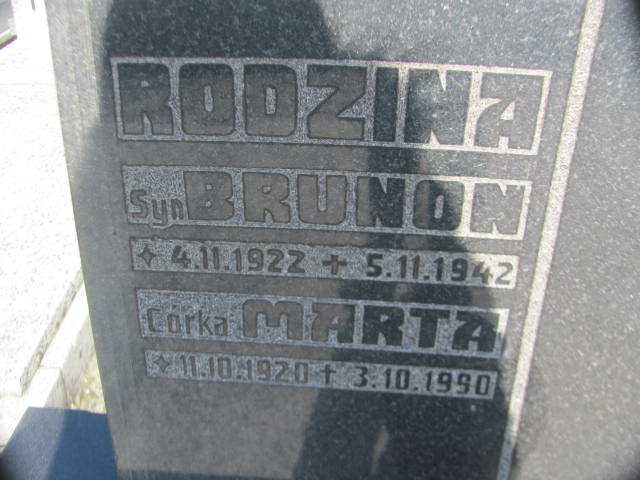 RODZINA
Syn BRUNON
✧ 4.11.1922 + 5.11.1942
Córka MARTA
✧ 11.10.1920 † 3.10.1990